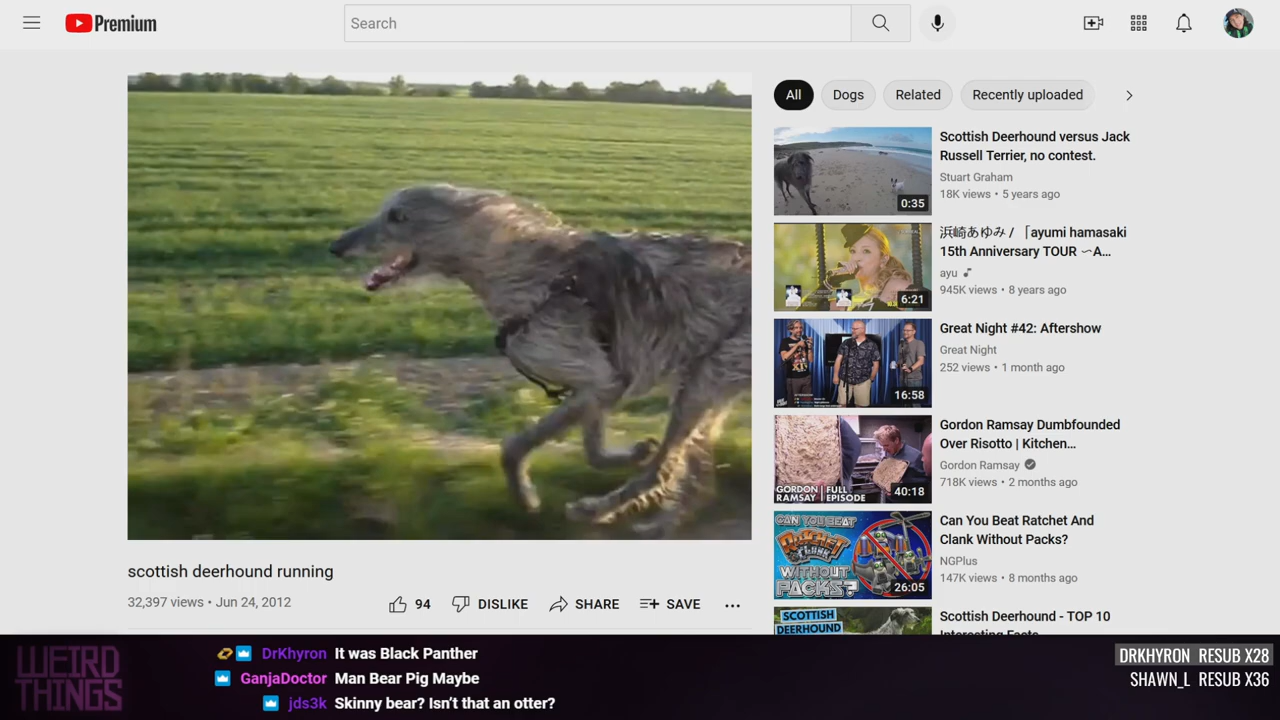 Premium
Search
All
Dogs
Related
Recently uploaded
Scottish Deerhound versus Jack
Russell Terrier, no contest.
Stuart Graham
18K views • 5 years ago
0:35
浜崎あゆみ / 「ayumi hamasaki
15th Anniversary TOUR 〜A...
ayu
945K views • 8 years ago
6:21
Great Night #42: Aftershow
Great Night
252 views • 1 month ago
16:58
Gordon Ramsay Dumbfounded
Over Risotto | Kitchen...
Gordon Ramsay
718K views • 2 months ago
GORDON RAMSAY | FULL EPISODE
40:18
Can You Beat Ratchet And
Clank Without Packs?
NGPlus
147K views • 8 months ago
CAN YOU BEAT
RATCHET
CLANK
WITHOUT
PACKS?
26:05
Scottish Deerhound - TOP 10
Interesting Facts
SCOTTISH
DEERHOUND
scottish deerhound running
32,397 views • Jun 24, 2012
94
DISLIKE
SHARE
SAVE
WEIRD
THINGS
DrKhyron It was Black Panther
GanjaDoctor Man Bear Pig Maybe
jds3k Skinny bear? Isn't that an otter?
DRKHYRON RESUB X28
SHAWN_L RESUB X36